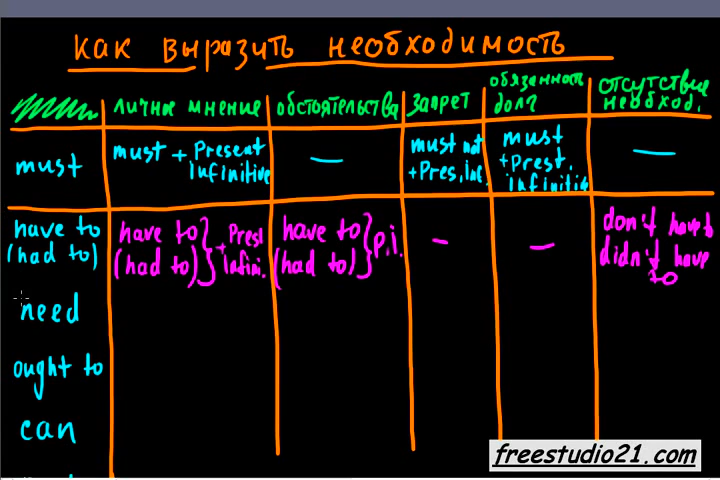 как выразить необходимость
личное мнение
обстоятельства
запрет
обязанность
долг
отсутствие
необход.
must
must + Present
infinitive
—
must not
+Pres.inf.
must
+Prest.
infinitiv
—
have to
(had to)
have to
(had to)
+ Prest
infini.
have to
(had to)
p.i.
-
-
don't have to
didn't have
to
need
ought to
can
freestudio21.com